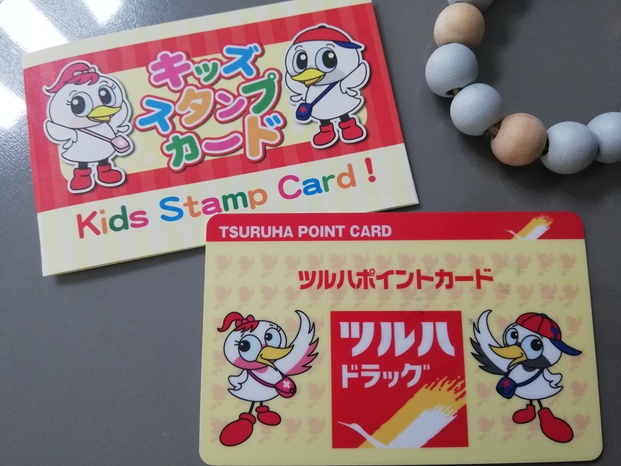 キッズ
スタンプ
カード
Kids Stamp Card!
TSURUHA POINT CARD
ツルハポイントカード
ツルハ
ドラッグ